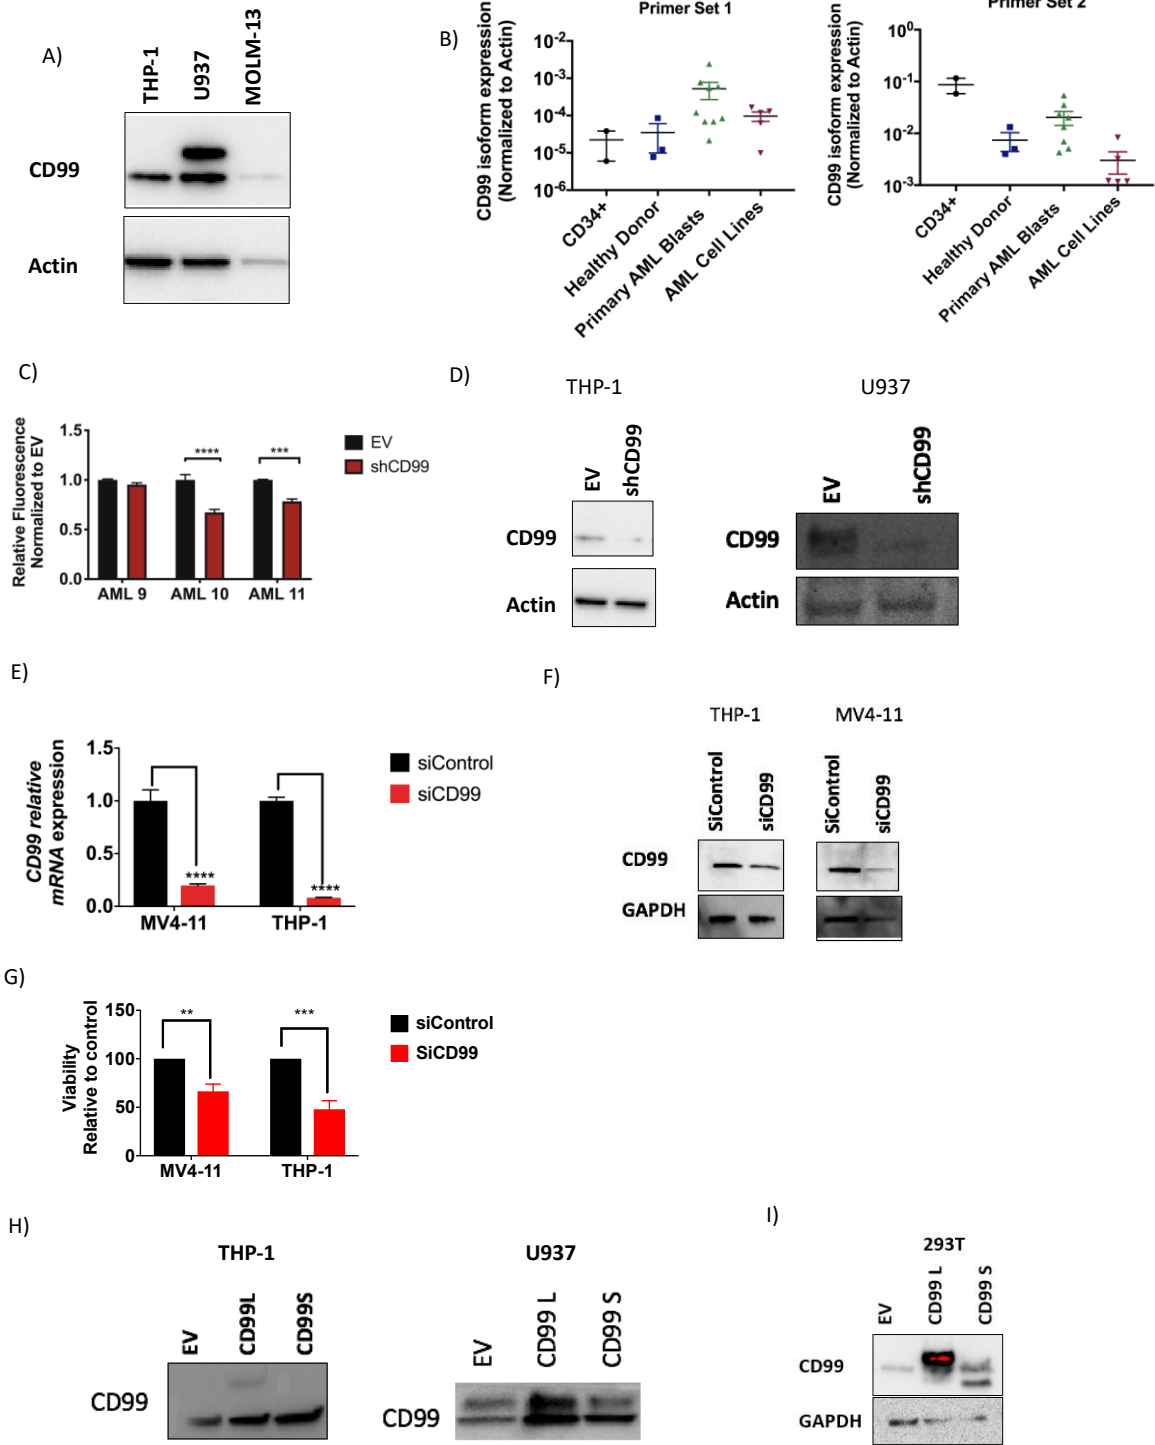 A)
THP-1
U937
MOLM-13
CD99
Actin
B)
Primer Set 1
CD99 isoform expression
(Normalized to Actin)
10-2
10-3
10-4
10-5
10-6
CD34+
Healthy Donor
Primary AML Blasts
AML Cell Lines
Primer Set 2
CD99 isoform expression
(Normalized to Actin)
100
10-1
10-2
10-3
CD34+
Healthy Donor
Primary AML Blasts
AML Cell Lines
C)
Relative Fluorescence
Normalized to EV
1.5
1.0
0.5
0.0
****
***
AML 9
AML 10
AML 11
EV
shCD99
D)
THP-1
EV
shCD99
CD99
Actin
U937
EV
shCD99
CD99
Actin
E)
CD99 relative
mRNA expression
1.5
1.0
0.5
0.0
****
****
MV4-11
THP-1
siControl
siCD99
F)
THP-1
MV4-11
SiControl
siCD99
SiControl
siCD99
CD99
GAPDH
G)
Viability
Relative to control
150
100
50
0
**
***
MV4-11
THP-1
siControl
SiCD99
H)
THP-1
EV
CD99L
CD99S
CD99
U937
EV
CD99 L
CD99 S
CD99
I)
293T
EV
CD99 L
CD99 S
CD99
GAPDH